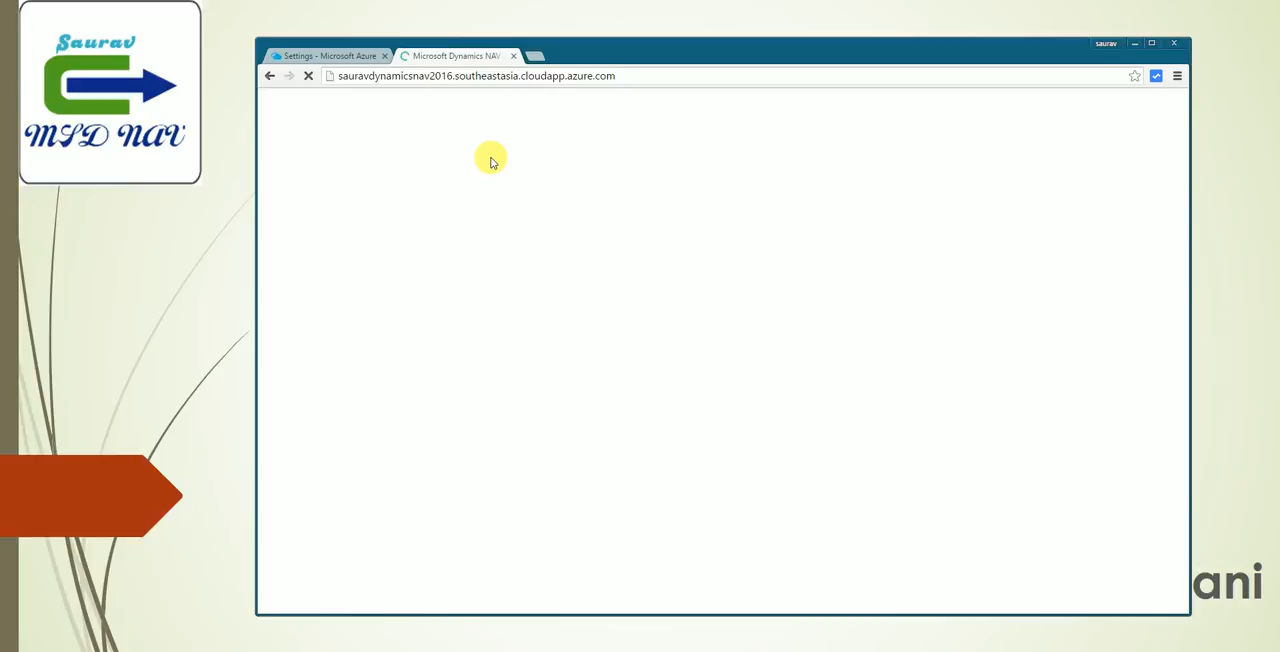 Saurav
MSD NAV
saurav
Settings - Microsoft Azure
Microsoft Dynamics NAV
sauravdynamicsnav2016.southeastasia.cloudapp.azure.com
ani